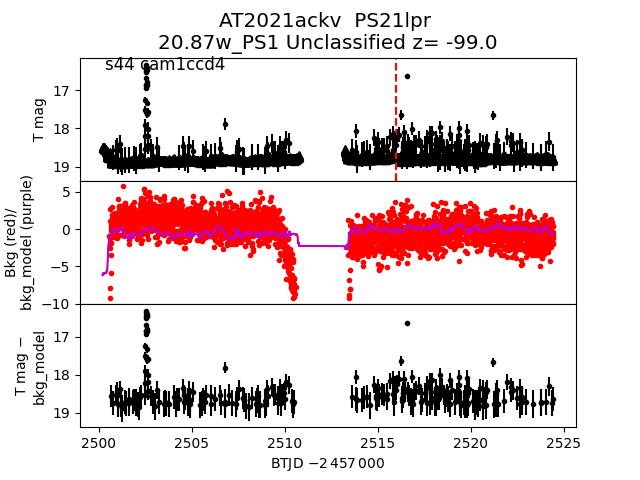 AT2021ackv PS21lpr
20.87w_PS1 Unclassified z= -99.0
s44 cam1ccd4
T mag
17
18
19
Bkg (red)/
bkg_model (purple)
5
0
−5
−10
T mag −
bkg_model
17
18
19
2500
2505
2510
2515
2520
2525
BTJD −2 457 000